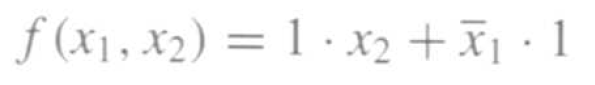 f(x₁, x₂) = 1 · x₂ + x̅₁ · 1